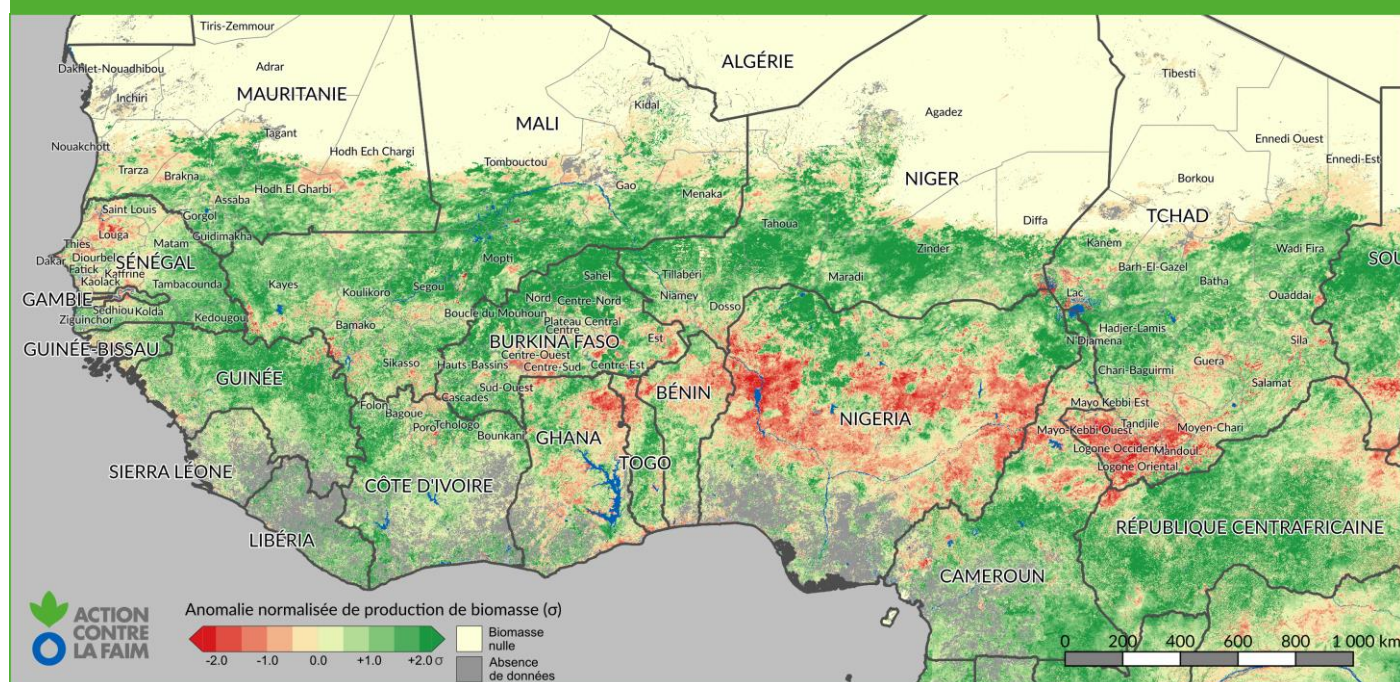 Tiris-Zemmour
Dakhlet-Nouadhibou
Adrar
Inchiri
MAURITANIE
Tagant
Nouakchott
Hodh Ech Chargi
Trarza
Brakna
Hodh El Gharbi
Assaba
Gorgol
Guidimakha
ALGÉRIE
MALI
Kidal
Tombouctou
Gao
Menaka
Mopti
Segou
Kayes
Koulikoro
Bamako
Sikasso
Agadez
NIGER
Diffa
Tahoua
Zinder
Maradi
Tillabéri
Niamey
Dosso
Tibesti
Ennedi Ouest
Ennedi-Est
Borkou
TCHAD
Kanem
Wadi Fira
Barh-El-Gazel
Batha
Lac
Ouaddai
Hadjer-Lamis
N'Djamena
Guera
Sila
Chari-Baguirmi
Salamat
Mayo Kebbi Est
Mayo-Kebbi Ouest
Tandjile
Moyen-Chari
Logone Occidental
Mandoul
Logone Oriental
SOU
Saint Louis
Louga
Matam
Thies
Diourbel
Dakar
SÉNÉGAL
Fatick
Kaffrine
Kaolack
Tambacounda
GAMBIE
Sedhiou
Kolda
Ziguinchor
Kedougou
GUINÉE-BISSAU
GUINÉE
SIERRA LÉONE
LIBÉRIA
Sahel
Nord
Centre-Nord
Boucle du Mouhoun
Plateau Central
Centre
BURKINA FASO
Est
Centre-Ouest
Hauts-Bassins
Centre-Sud
Centre-Est
Sud-Ouest
Cascades
Folon
Bagoue
Poro
Tchologo
Bounkani
CÔTE D'IVOIRE
GHANA
TOGO
BÉNIN
NIGERIA
CAMEROUN
RÉPUBLIQUE CENTRAFRICAINE
ACTION
CONTRE
LA FAIM
Anomalie normalisée de production de biomasse (σ)
-2.0 -1.0 0.0 +1.0 +2.0 σ
Biomasse
nulle
Absence
de données
0 200 400 600 800 1 000 km